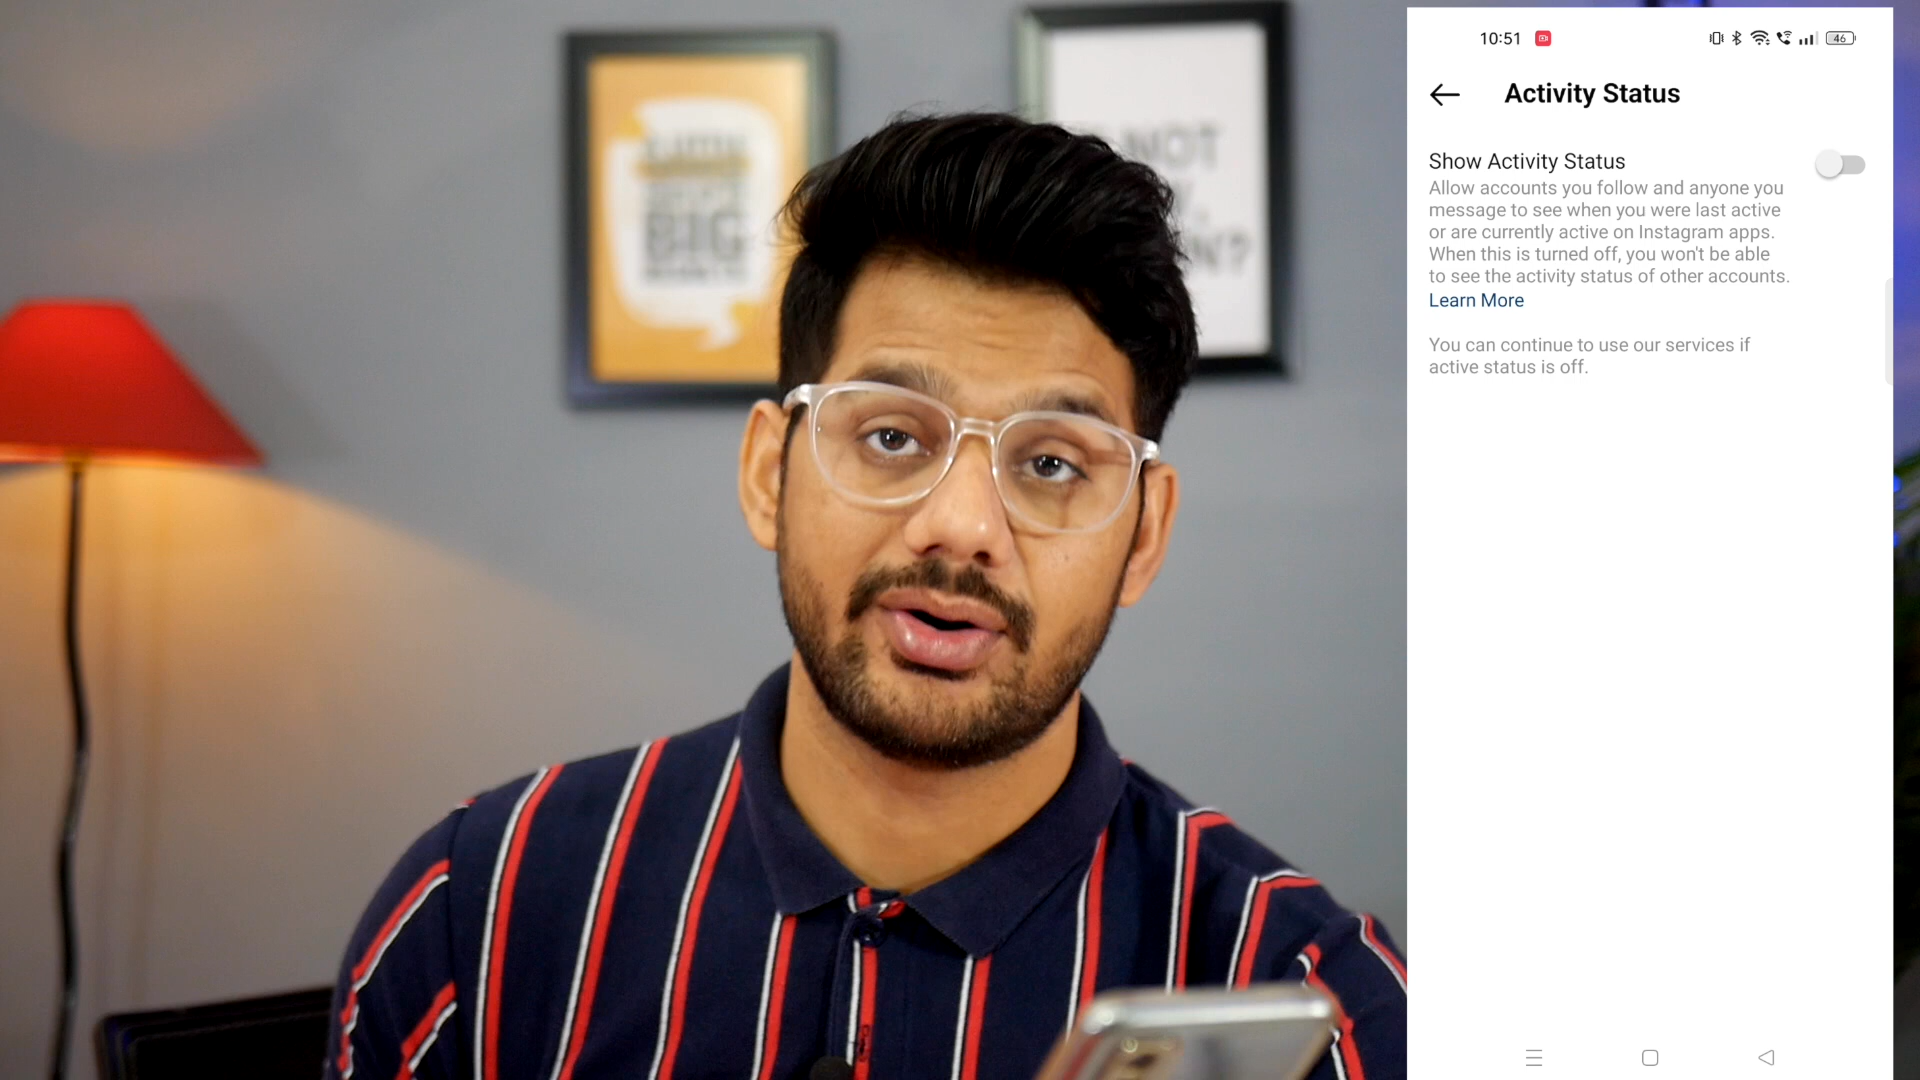 BIG
NOT
10:51
46
Activity Status
Show Activity Status
Allow accounts you follow and anyone you
message to see when you were last active
or are currently active on Instagram apps.
When this is turned off, you won't be able
to see the activity status of other accounts.
Learn More
You can continue to use our services if
active status is off.